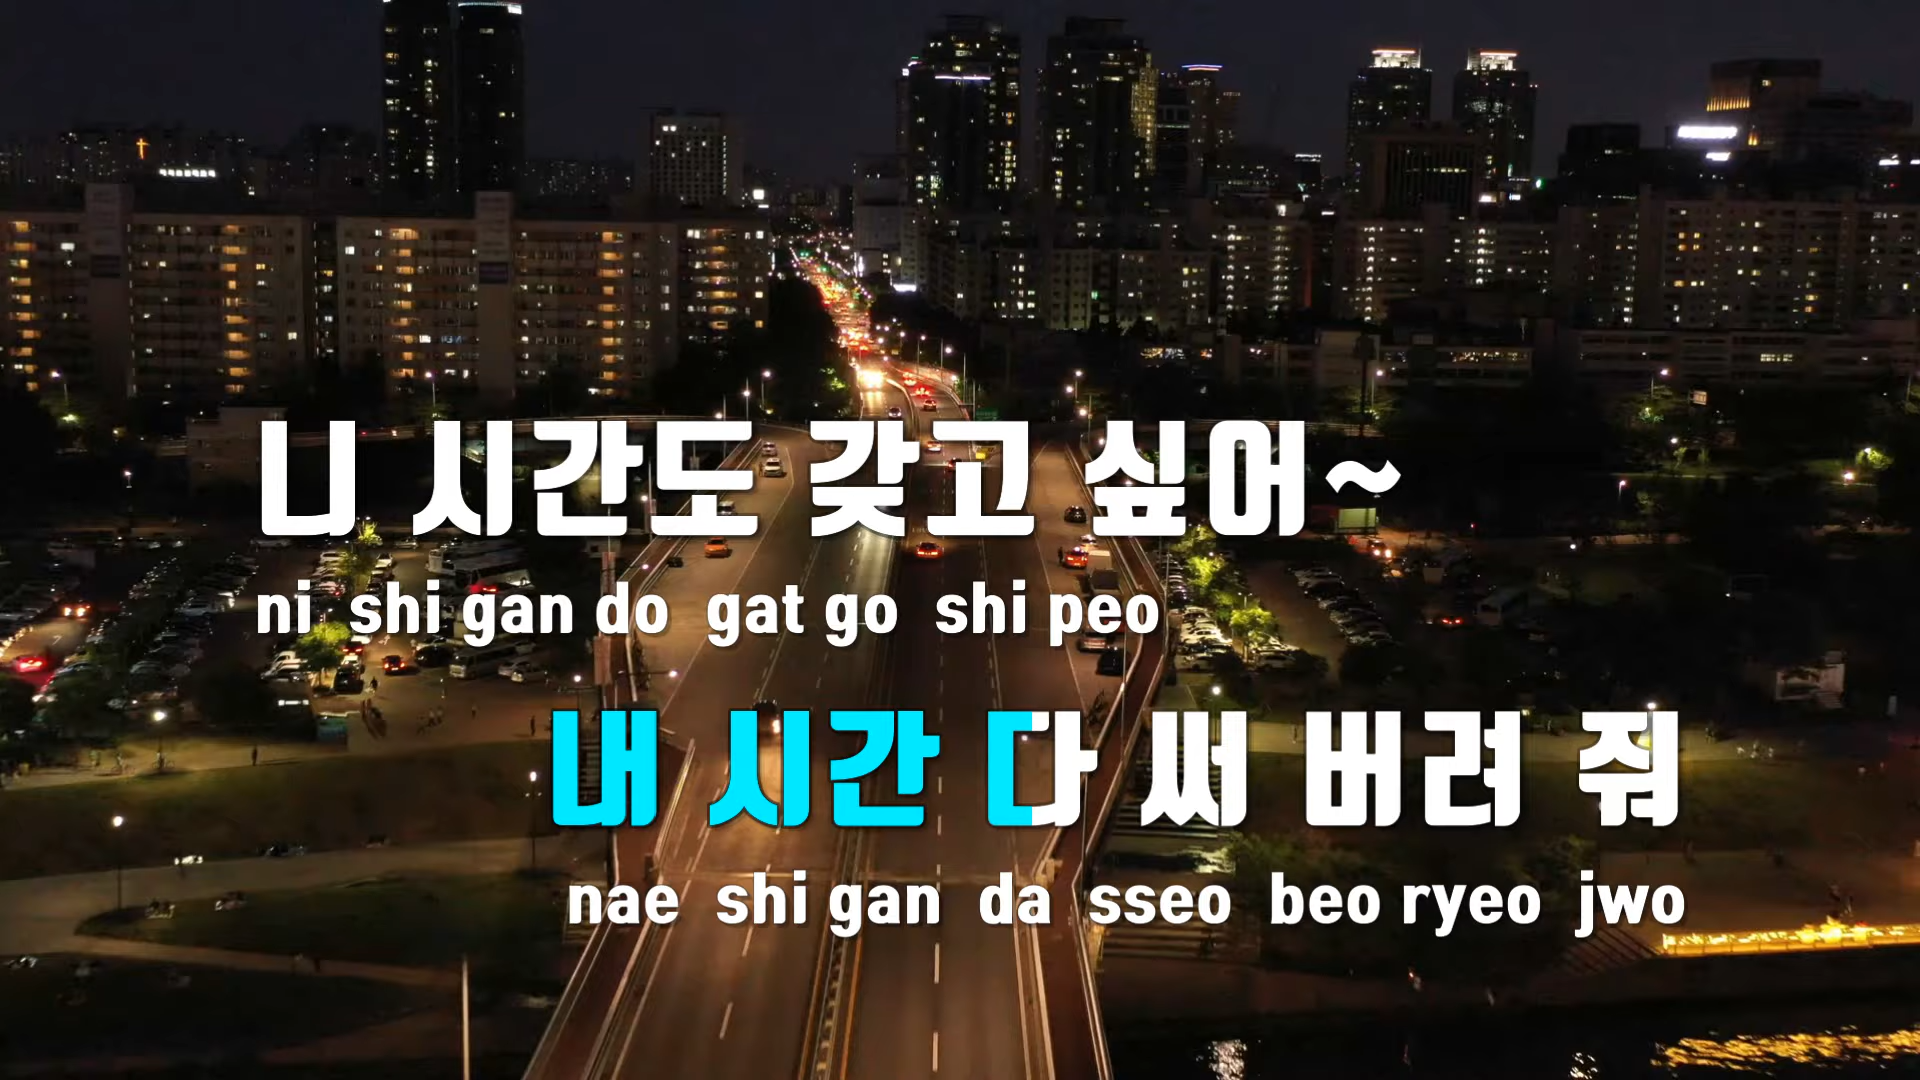 니 시간도 갖고 싶어~
ni shi gan do gat go shi peo
내 시간 다 써 버려 줘
nae shi gan da sseo beo ryeo jwo